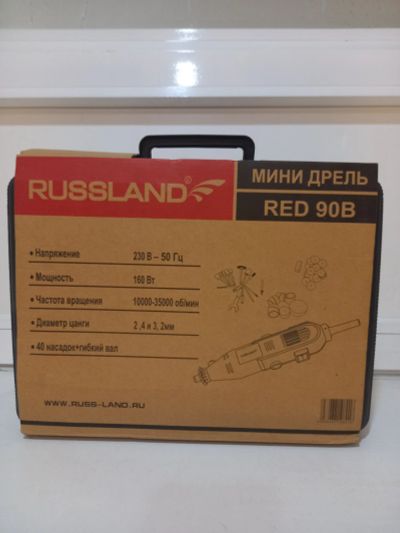 RUSSLAND
МИНИ ДРЕЛЬ
RED 90B
• Напряжение 230 В – 50 Гц
• Мощность 160 Вт
• Частота вращения 10000-35000 об/мин
• Диаметр цанги 2 ,4 и 3, 2мм
• 40 насадок+гибкий вал
WWW.RUSS-LAND.RU